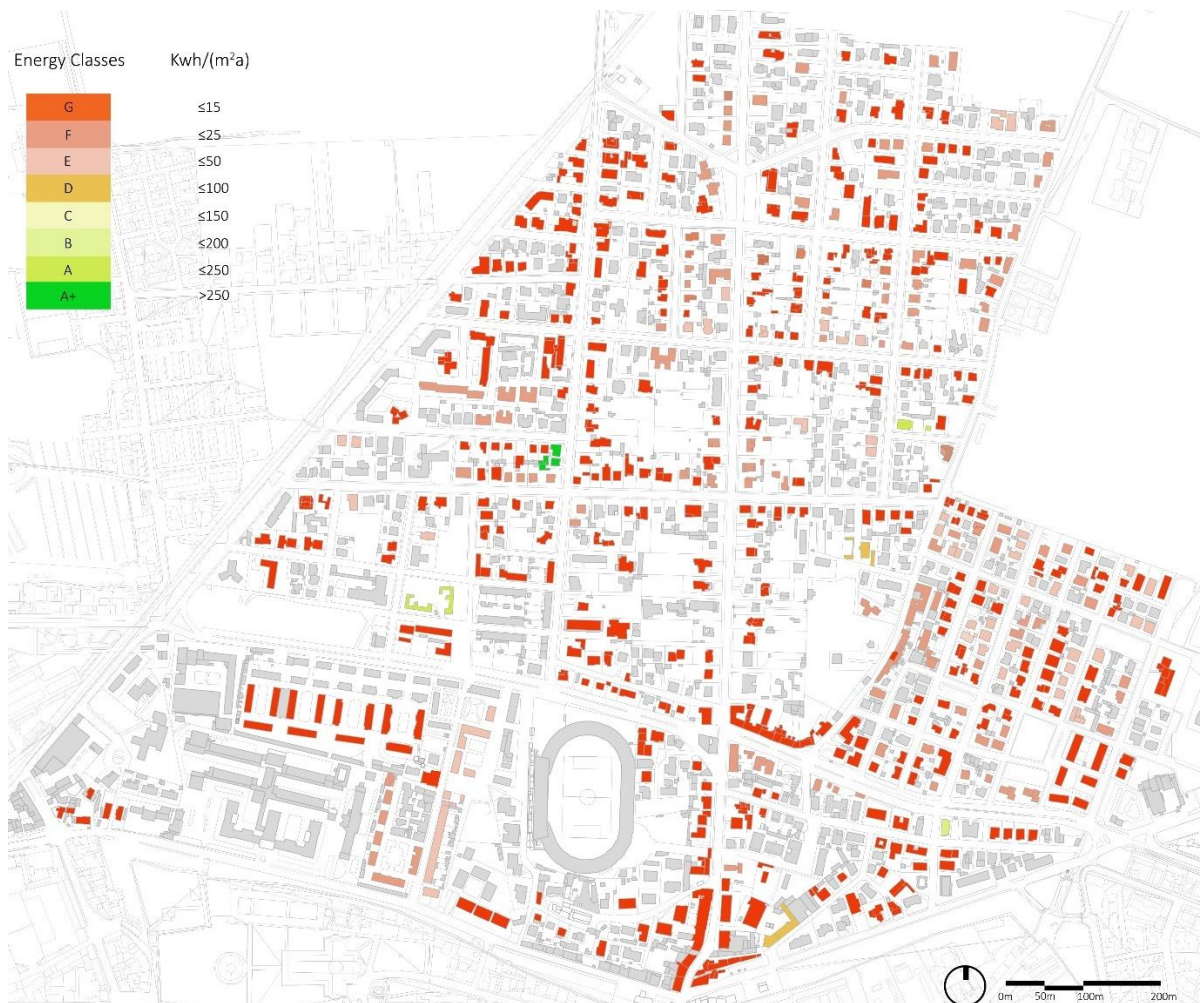 Energy Classes Kwh/(m²a)
G ≤15
F ≤25
E ≤50
D ≤100
C ≤150
B ≤200
A ≤250
A+ >250
0m 50m 100m 200m